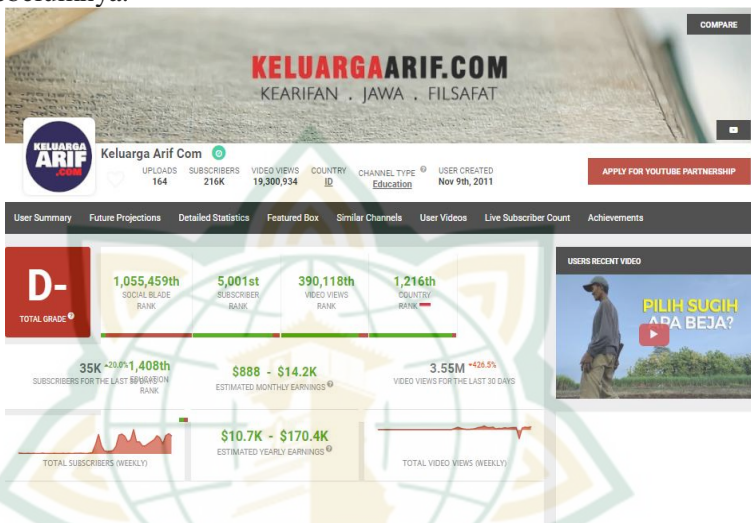 COMPARE
KELUARGAARIF.COM
KEARIFAN . JAWA . FILSAFAT
KELUARGA
ARIF
.COM
Keluarga Arif Com
UPLOADS SUBSCRIBERS VIDEO VIEWS COUNTRY CHANNEL TYPE USER CREATED
164 216K 19,300,934 ID Education Nov 9th, 2011
APPLY FOR YOUTUBE PARTNERSHIP
User Summary Future Projections Detailed Statistics Featured Box Similar Channels User Videos Live Subscriber Count Achievements
D-
TOTAL GRADE
1,055,459th
SOCIAL BLADE
RANK
5,001st
SUBSCRIBER
RANK
390,118th
VIDEO VIEWS
RANK
1,216th
COUNTRY
RANK
USERS RECENT VIDEO
PILIH SUGIH
APA BEJA?
35K -20.0%
SUBSCRIBERS FOR THE LAST 30 DAYS
1,408th
EDUCATION
RANK
$888 - $14.2K
ESTIMATED MONTHLY EARNINGS
3.55M +426.5%
VIDEO VIEWS FOR THE LAST 30 DAYS
TOTAL SUBSCRIBERS (WEEKLY)
$10.7K - $170.4K
ESTIMATED YEARLY EARNINGS
TOTAL VIDEO VIEWS (WEEKLY)